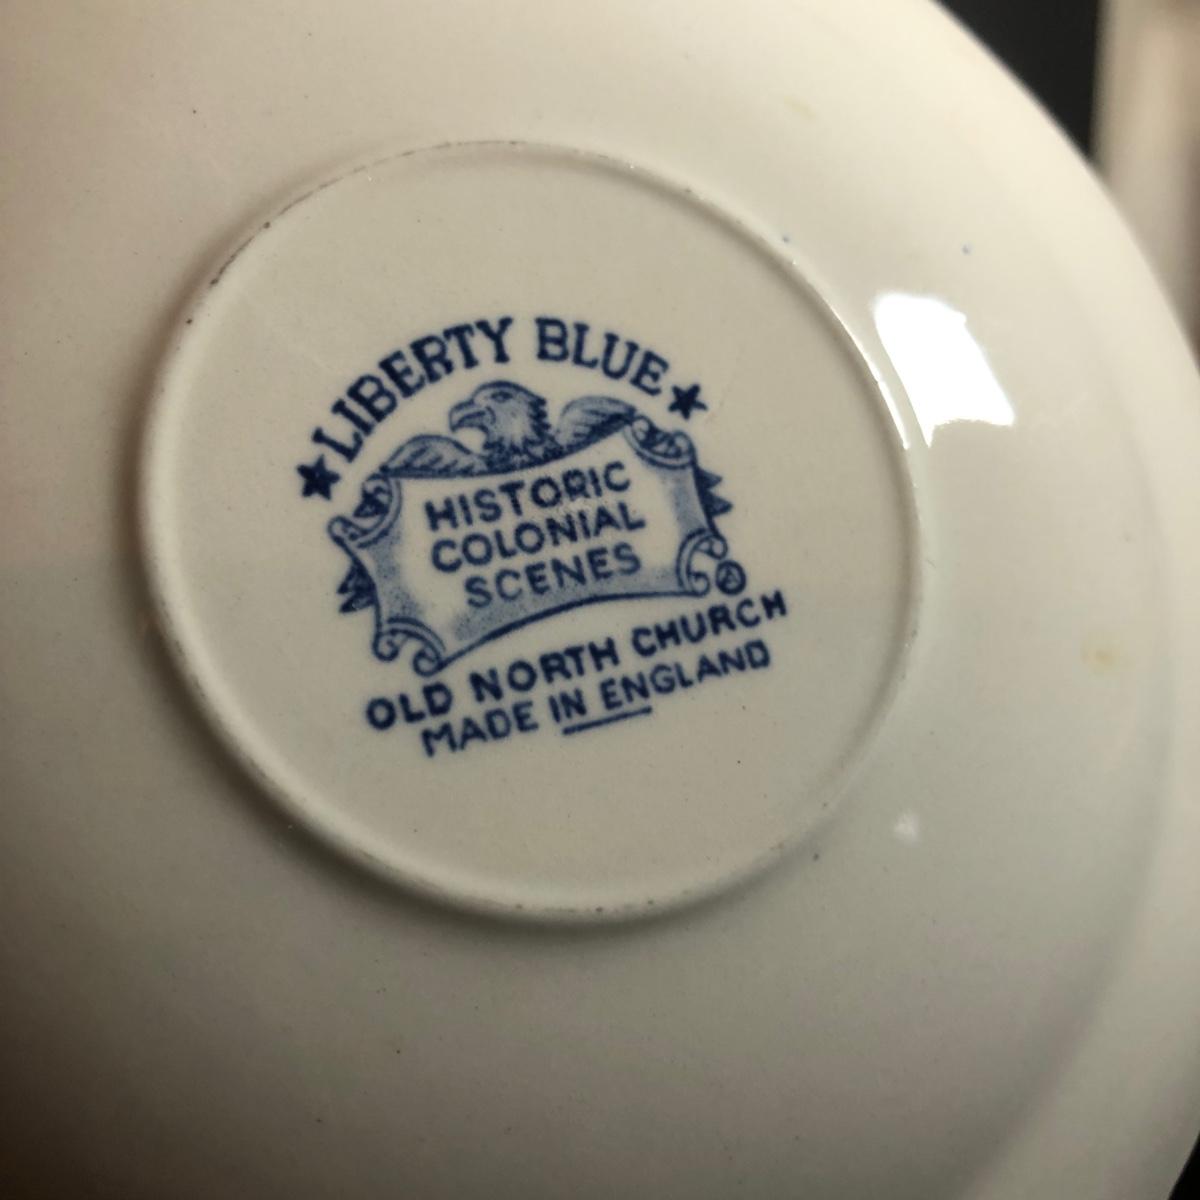 ★ LIBERTY BLUE ★
HISTORIC
COLONIAL
SCENES
OLD NORTH CHURCH
MADE IN ENGLAND